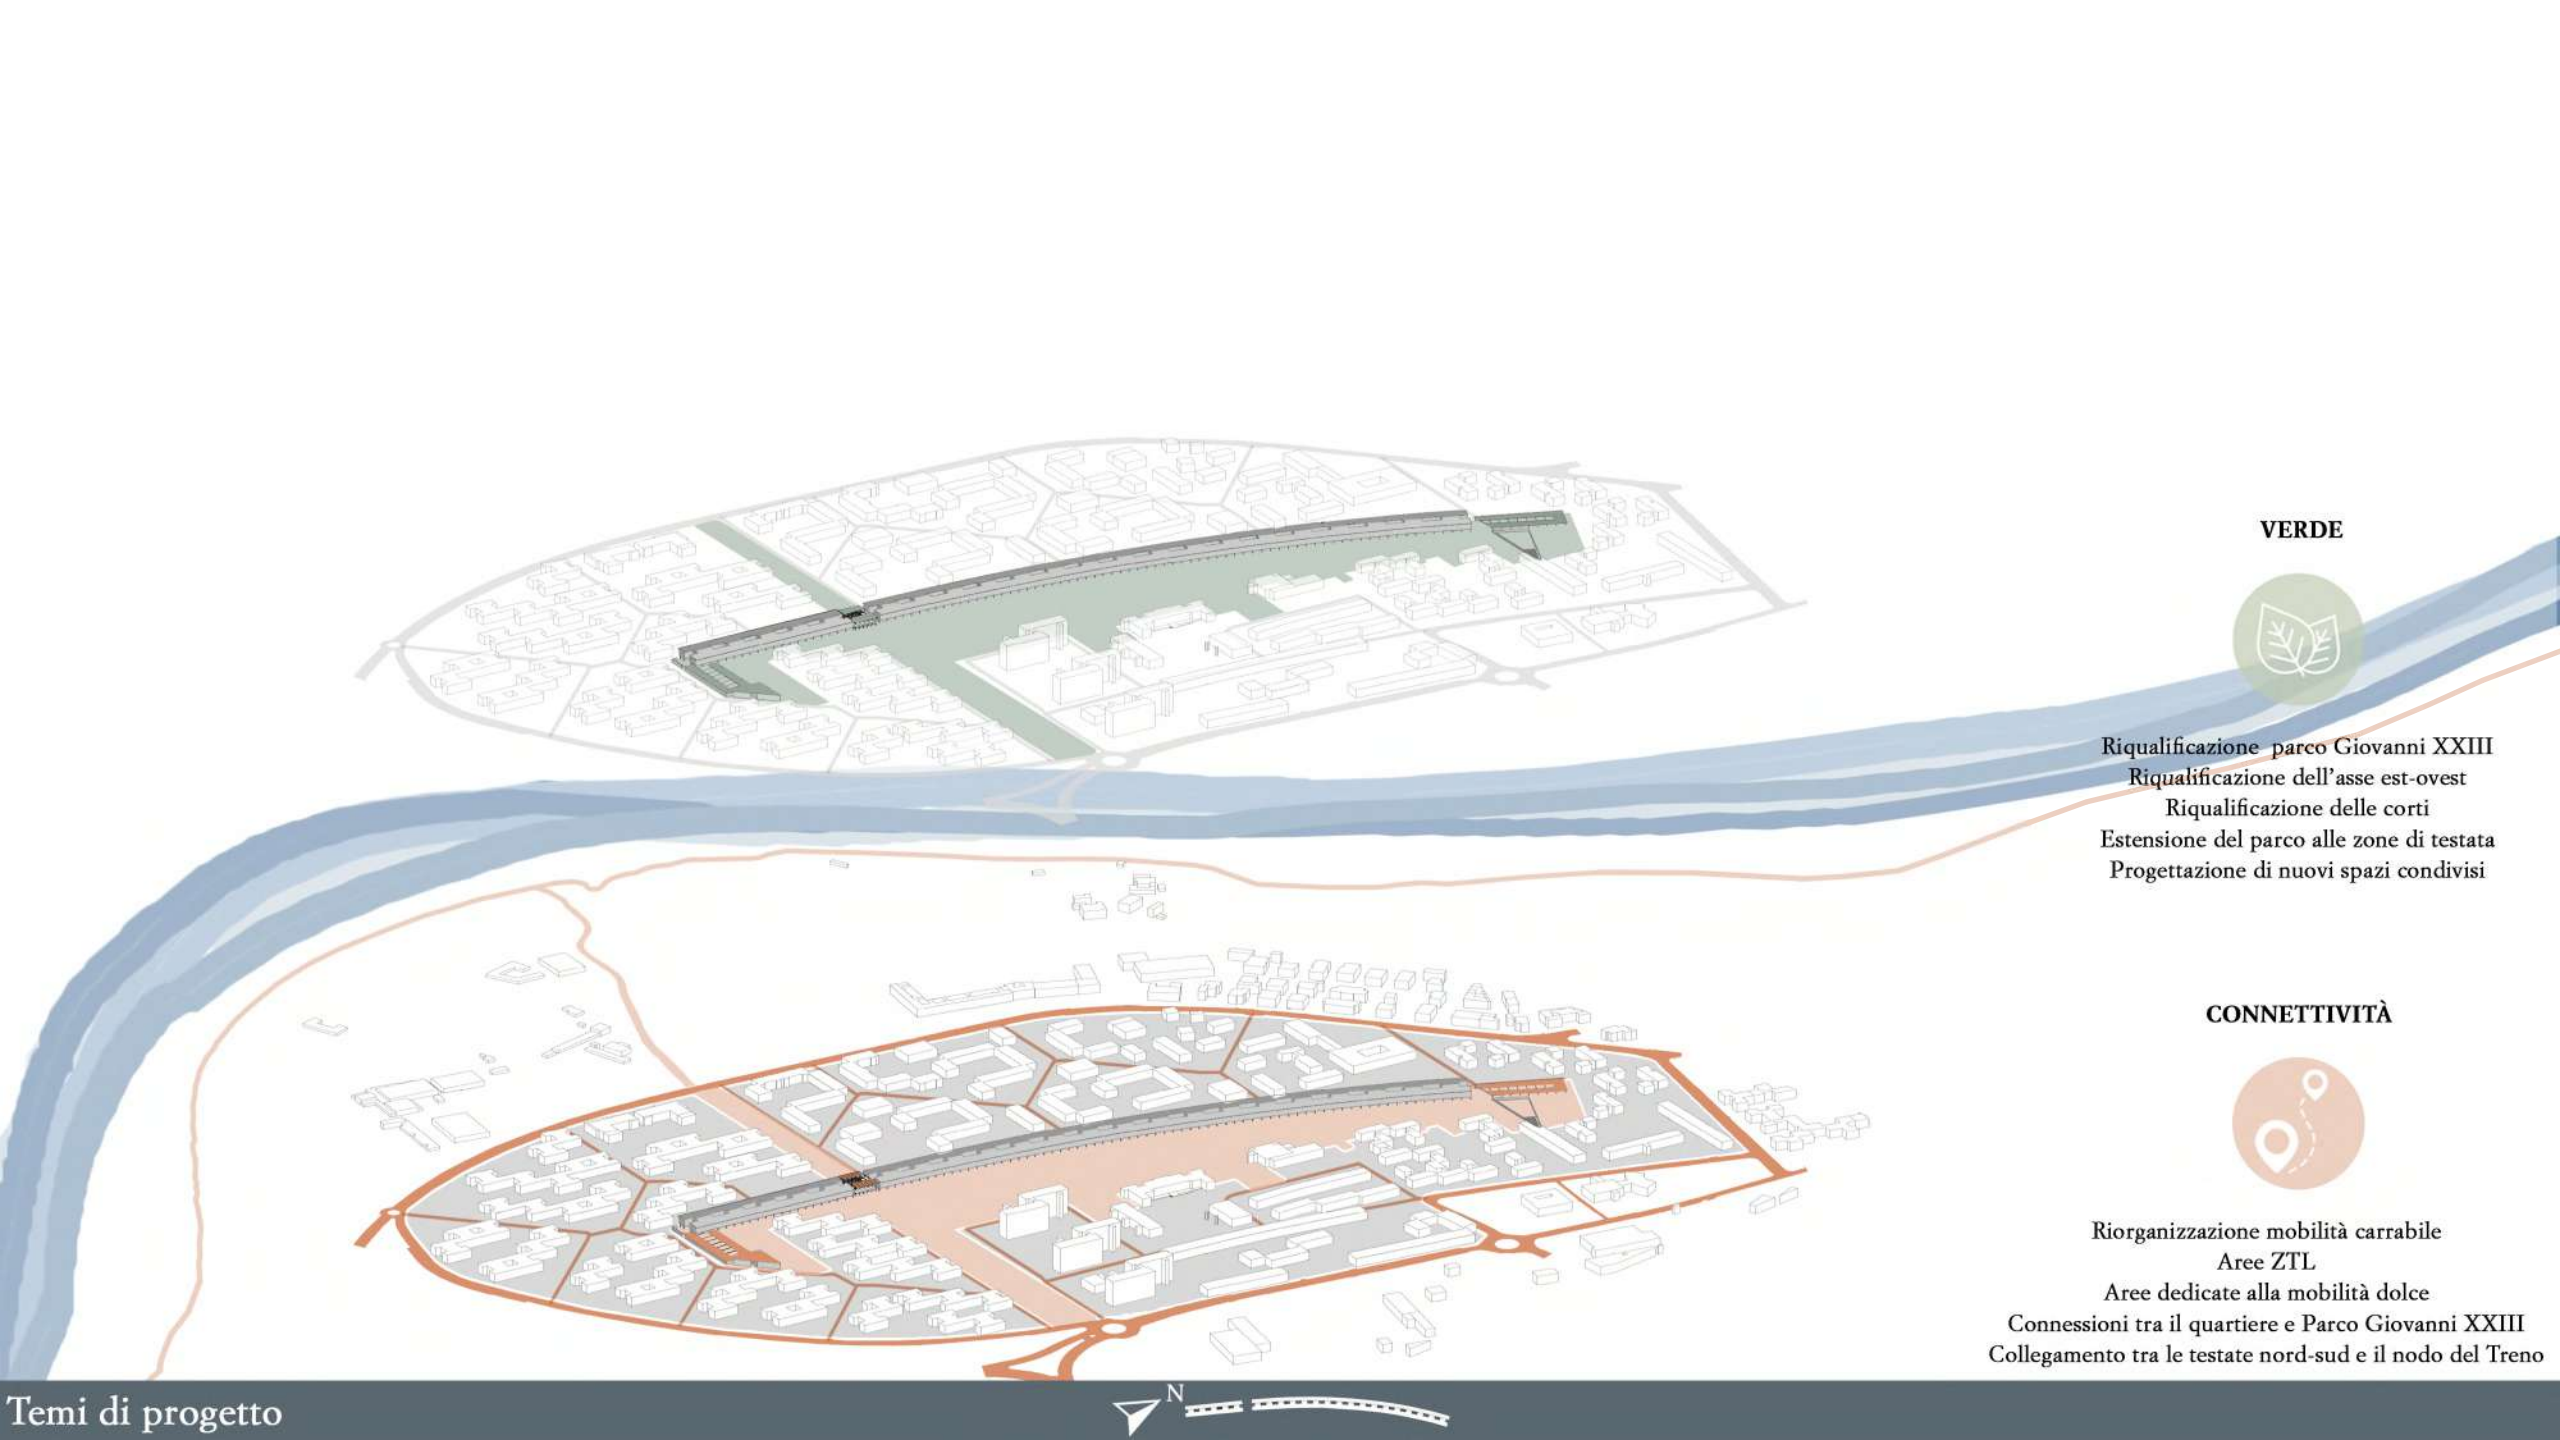 VERDE
Riqualificazione parco Giovanni XXIII
Riqualificazione dell'asse est-ovest
Riqualificazione delle corti
Estensione del parco alle zone di testata
Progettazione di nuovi spazi condivisi
CONNETTIVITÀ
Riorganizzazione mobilità carrabile
Aree ZTL
Aree dedicate alla mobilità dolce
Connessioni tra il quartiere e Parco Giovanni XXIII
Collegamento tra le testate nord-sud e il nodo del Treno
Temi di progetto
N